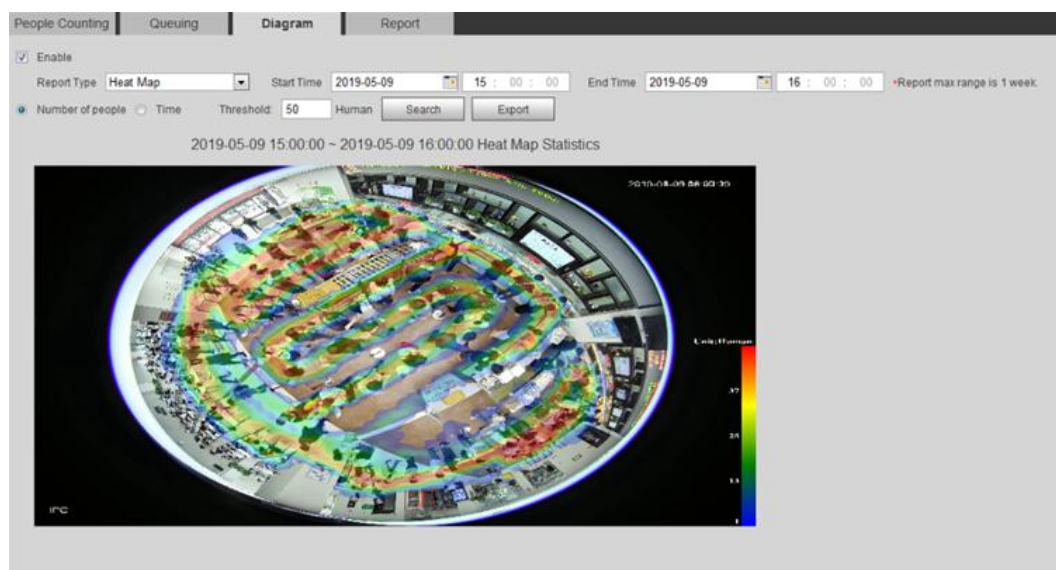 People Counting Queuing Diagram Report
Enable
Report Type Heat Map Start Time 2019-05-09 15 : 00 : 00 End Time 2019-05-09 16 : 00 : 00 *Report max range is 1 week.
Number of people Time Threshold: 50 Human Search Export
2019-05-09 15:00:00 ~ 2019-05-09 16:00:00 Heat Map Statistics
Unit:Human
37
13
1
IPC